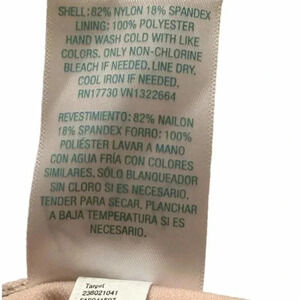 SHELL: 82% NYLON 18% SPANDEX
LINING: 100% POLYESTER
HAND WASH COLD WITH LIKE
COLORS. ONLY NON-CHLORINE
BLEACH IF NEEDED. LINE DRY.
COOL IRON IF NEEDED.
RN17730 VN1322664
REVESTIMIENTO: 82% NAILON
18% SPANDEX FORRO: 100%
POLIÉSTER LAVAR A MANO
CON AGUA FRÍA CON COLORES
SIMILARES. SÓLO BLANQUEADOR
SIN CLORO SI ES NECESARIO.
TENDER PARA SECAR. PLANCHAR
A BAJA TEMPERATURA SI ES
NECESARIO.
Target
238021041